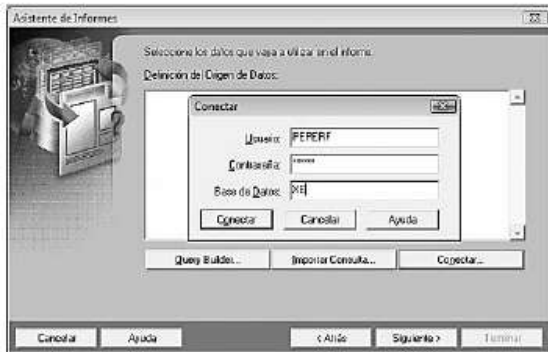 Asistente de Informes
Seleccione los datos que vaya a utilizar en el informe.
Definición del Origen de Datos:
Conectar
Usuario: PEPERF
Contraseña: ******
Base de Datos: XE
Conectar Cancelar Ayuda
Query Builder... Importar Consulta... Conectar...
Cancelar Ayuda < Atrás Siguiente > Terminar